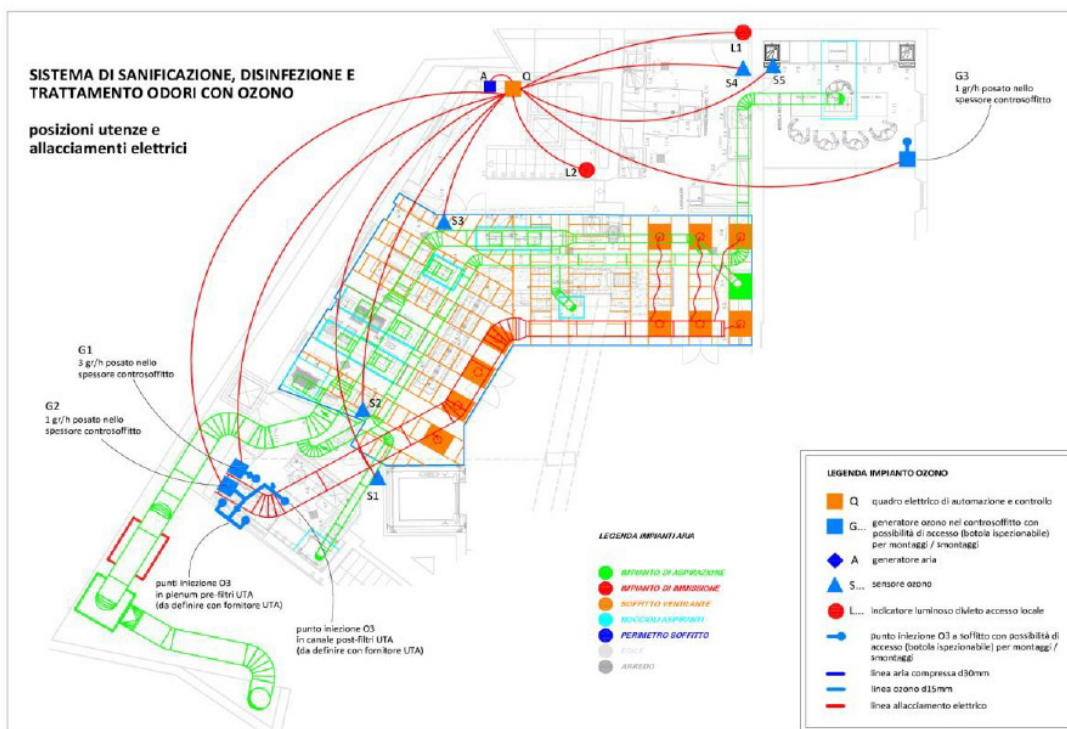 SISTEMA DI SANIFICAZIONE, DISINFEZIONE E
TRATTAMENTO ODORI CON OZONO
posizioni utenze e
allacciamenti elettrici
A
Q
L1
S4
S5
G3
1 gr/h posato nello
spessore controsoffitto
L2
S3
G1
3 gr/h posato nello
spessore controsoffitto
G2
1 gr/h posato nello
spessore controsoffitto
S2
S1
punti iniezione O3
in plenum pre-filtri UTA
(da definire con fornitore UTA)
punto iniezione O3
in canale post-filtri UTA
(da definire con fornitore UTA)
LEGENDA IMPIANTI ARIA
IMPIANTO DI ASPIRAZIONE
IMPIANTO DI IMMISSIONE
SOFFITTO VENTILANTE
BOCCIOLI ASPIRANTI
PERIMETRO SOFFITTO
EDILE
ARREDO
LEGENDA IMPIANTO OZONO
Q quadro elettrico di automazione e controllo
G... generatore ozono nel controsoffitto con
possibilità di accesso (botola ispezionabile)
per montaggi / smontaggi
A generatore aria
S... sensore ozono
L... indicatore luminoso divieto accesso locale
punto iniezione O3 a soffitto con possibilità di
accesso (botola ispezionabile) per montaggi /
smontaggi
linea aria compressa d30mm
linea ozono d15mm
linea allacciamento elettrico